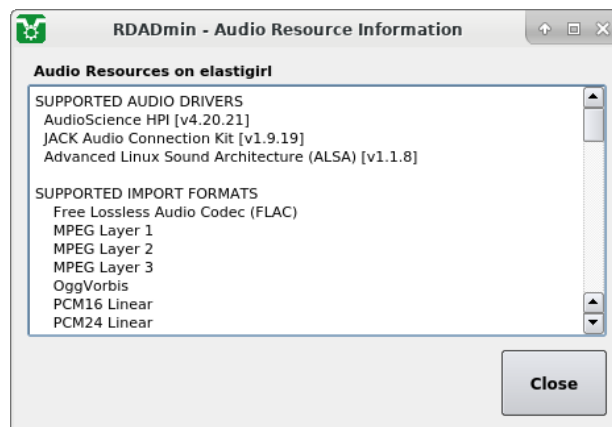 RDADmin - Audio Resource Information
Audio Resources on elastigirl
SUPPORTED AUDIO DRIVERS
AudioScience HPI [v4.20.21]
JACK Audio Connection Kit [v1.9.19]
Advanced Linux Sound Architecture (ALSA) [v1.1.8]
SUPPORTED IMPORT FORMATS
Free Lossless Audio Codec (FLAC)
MPEG Layer 1
MPEG Layer 2
MPEG Layer 3
OggVorbis
PCM16 Linear
PCM24 Linear
Close